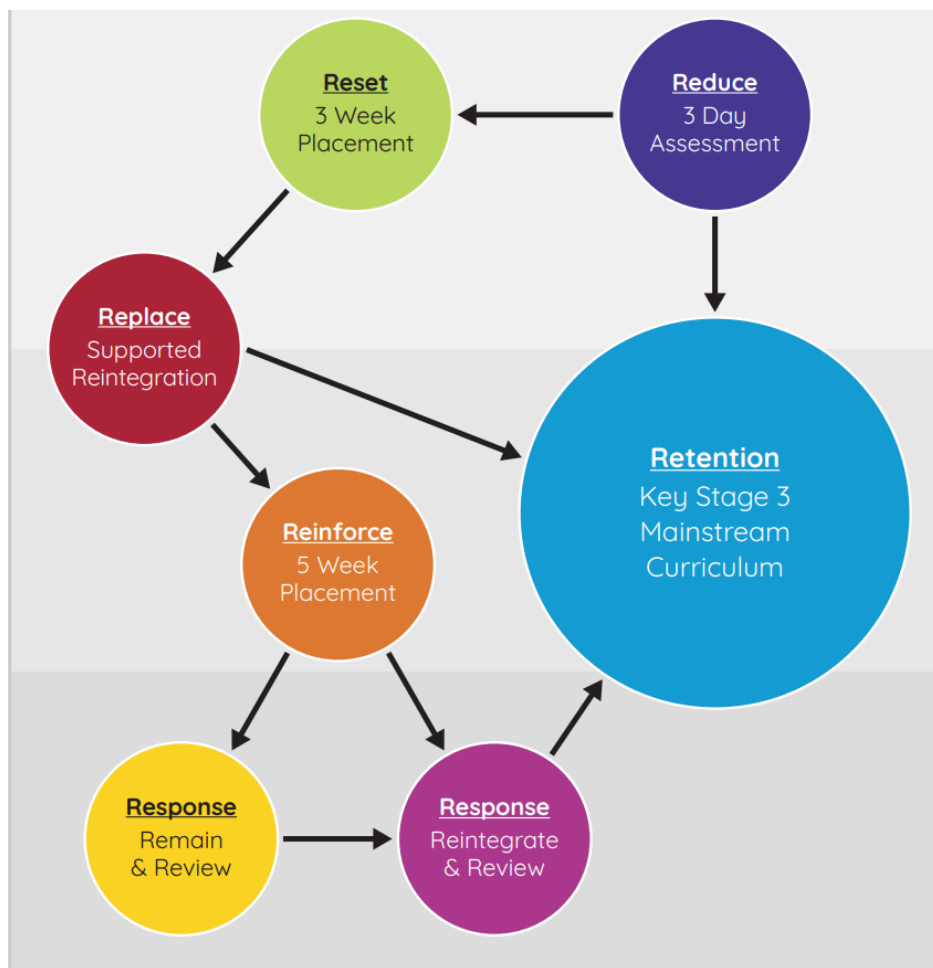 Reset
3 Week
Placement
Reduce
3 Day
Assessment
Replace
Supported
Reintegration
Retention
Key Stage 3
Mainstream
Curriculum
Reinforce
5 Week
Placement
Response
Remain
& Review
Response
Reintegrate
& Review